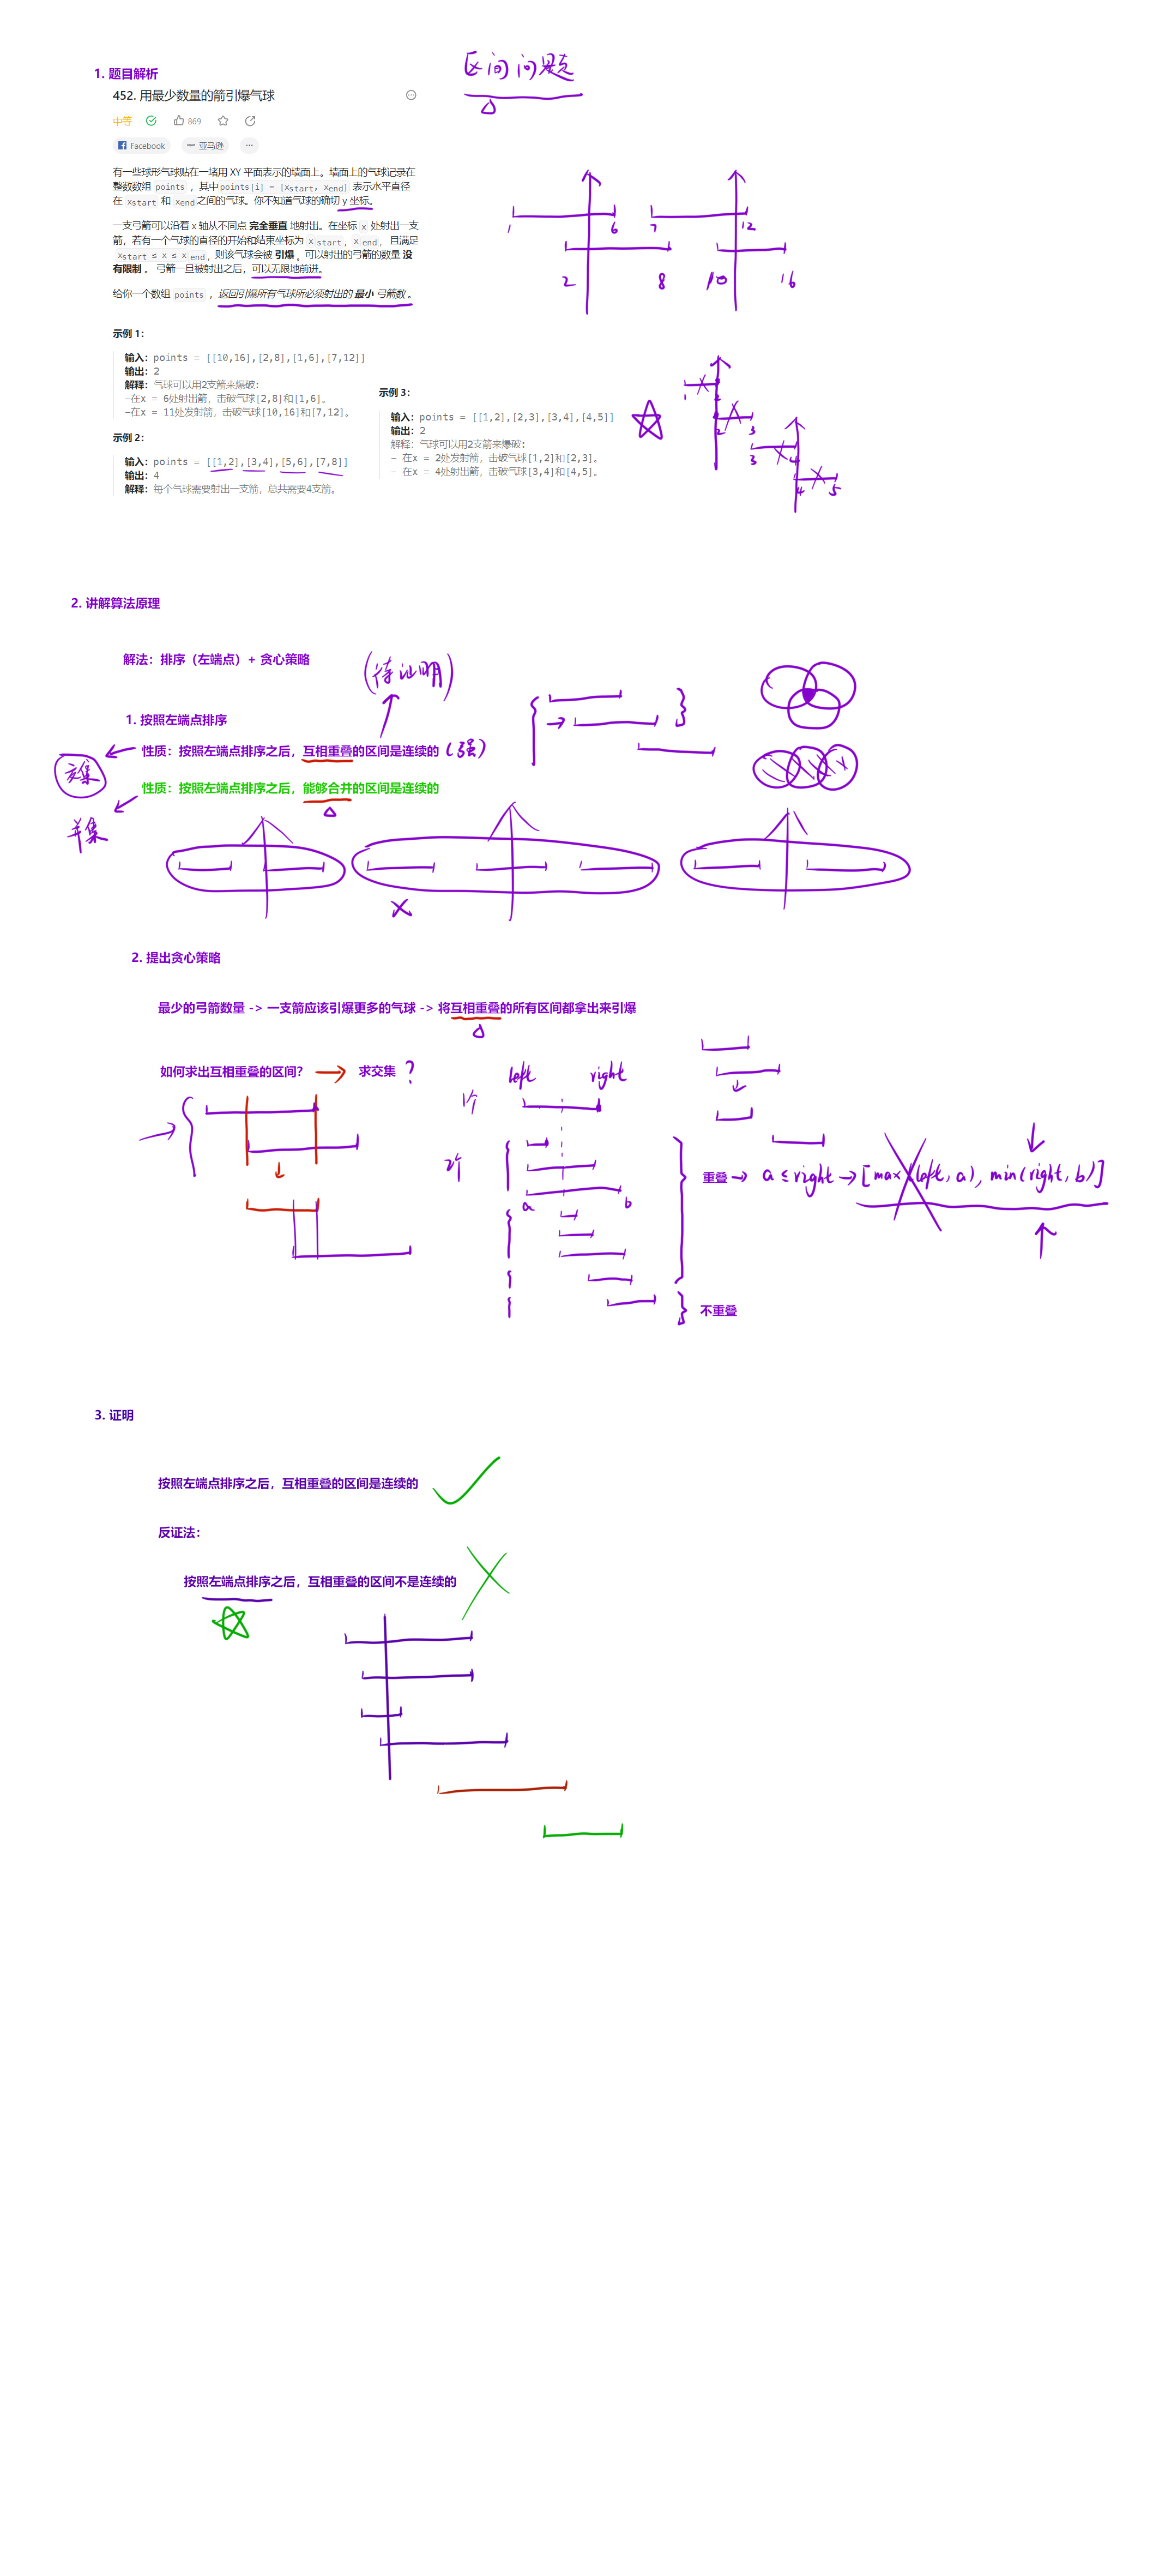 区间问题
1. 题目解析
452. 用最少数量的箭引爆气球
中等 869
Facebook 亚马逊 ···
有一些球形气球贴在一堵用 XY 平面表示的墙面上。墙面上的气球记录在
整数数组 points ，其中points[i] = [xstart, xend] 表示水平直径
在 xstart 和 xend之间的气球。你不知道气球的确切 y 坐标。
一支弓箭可以沿着 x 轴从不同点 完全垂直 地射出。在坐标 x 处射出一支
箭，若有一个气球的直径的开始和结束坐标为 xstart，xend，且满足
xstart ≤ x ≤ xend，则该气球会被 引爆 。可以射出的弓箭的数量 没
有限制 。 弓箭一旦被射出之后，可以无限地前进。
给你一个数组 points ，返回引爆所有气球所必须射出的 最小 弓箭数 。
1 6 7 12
2 8 10 16
示例 1：
输入：points = [[10,16],[2,8],[1,6],[7,12]]
输出：2
解释：气球可以用2支箭来爆破:
-在x = 6处射出箭，击破气球[2,8]和[1,6]。
-在x = 11处发射箭，击破气球[10,16]和[7,12]。
示例 2：
输入：points = [[1,2],[3,4],[5,6],[7,8]]
输出：4
解释：每个气球需要射出一支箭，总共需要4支箭。
示例 3：
输入：points = [[1,2],[2,3],[3,4],[4,5]]
输出：2
解释：气球可以用2支箭来爆破:
- 在x = 2处发射箭，击破气球[1,2]和[2,3]。
- 在x = 4处射出箭，击破气球[3,4]和[4,5]。
1 2
2 3
3 4
4 5
2. 讲解算法原理
解法：排序（左端点）+ 贪心策略
(待证明)
1. 按照左端点排序
性质：按照左端点排序之后，互相重叠的区间是连续的 (强)
交集
性质：按照左端点排序之后，能够合并的区间是连续的
并集
2. 提出贪心策略
最少的弓箭数量 -> 一支箭应该引爆更多的气球 -> 将互相重叠的所有区间都拿出来引爆
如何求出互相重叠的区间？ 求交集 ?
left right
1个
2个
a b
重叠 → a ≤ right → [max(left, a), min(right, b)]
不重叠
3. 证明
按照左端点排序之后，互相重叠的区间是连续的
反证法：
按照左端点排序之后，互相重叠的区间不是连续的